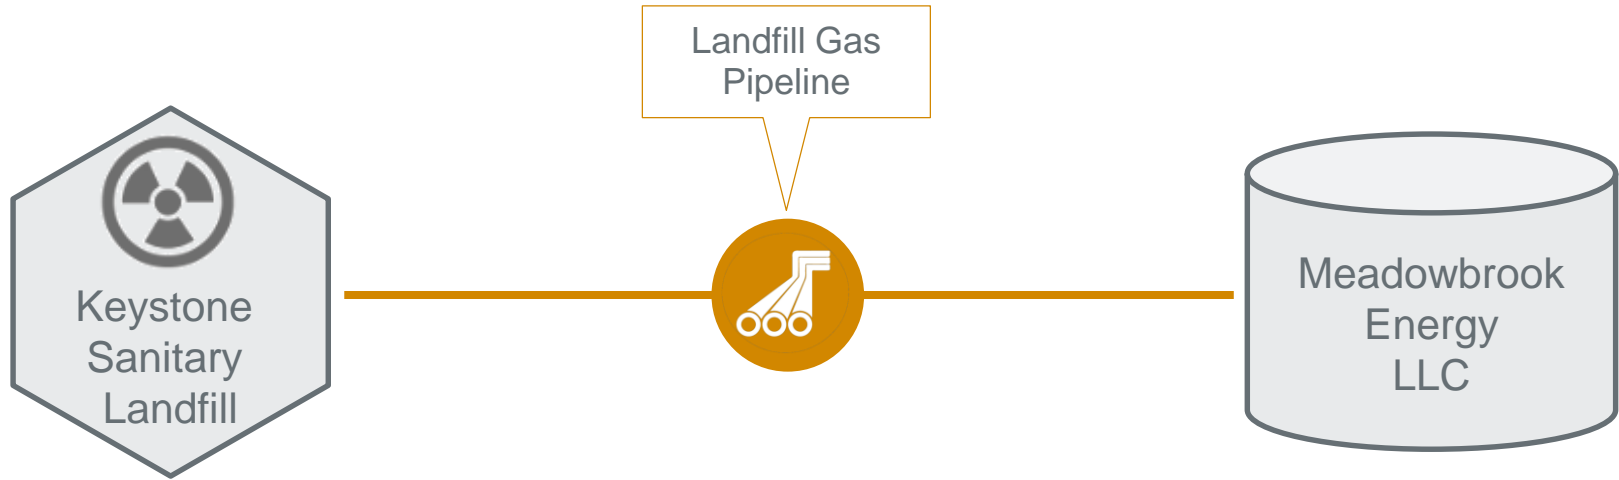 Landfill Gas
Pipeline
Keystone
Sanitary
Landfill
Meadowbrook
Energy
LLC